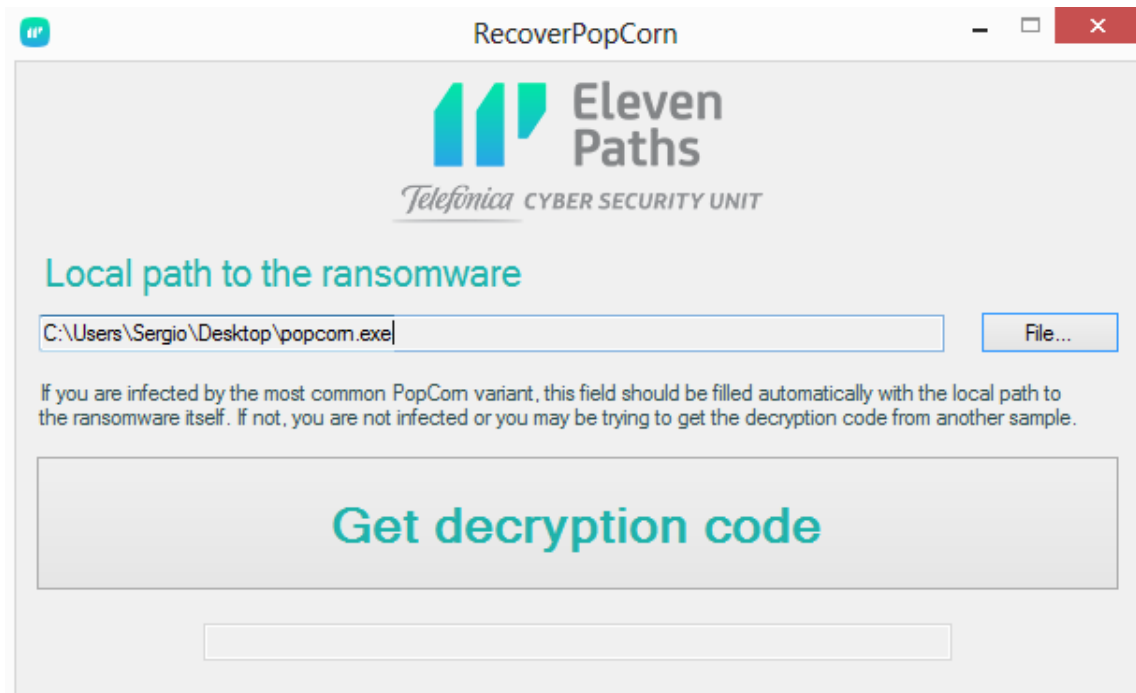 RecoverPopCorn
Eleven
Paths
Telefónica CYBER SECURITY UNIT
Local path to the ransomware
C:\Users\Sergio\Desktop\popcorn.exe
File...
If you are infected by the most common PopCorn variant, this field should be filled automatically with the local path to
the ransomware itself. If not, you are not infected or you may be trying to get the decryption code from another sample.
Get decryption code